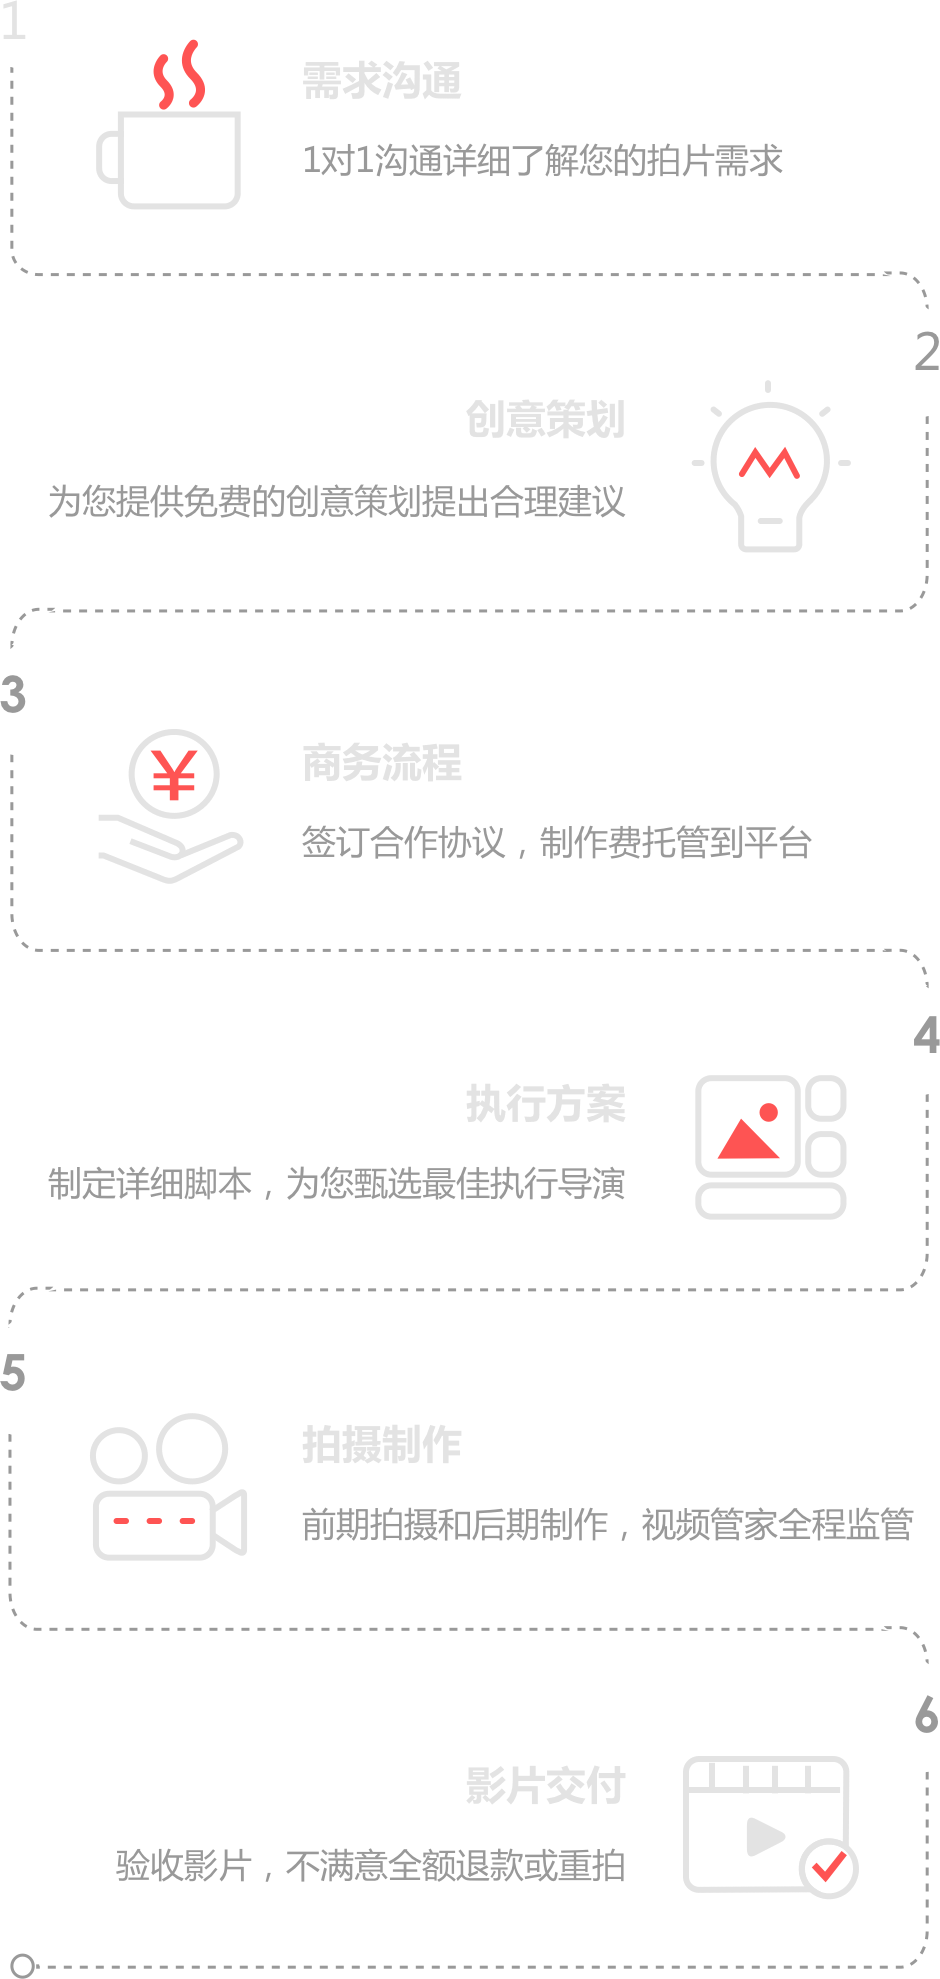 1
需求沟通
1对1沟通详细了解您的拍片需求
2
创意策划
为您提供免费的创意策划提出合理建议
3
¥
商务流程
签订合作协议，制作费托管到平台
4
执行方案
制定详细脚本，为您甄选最佳执行导演
5
拍摄制作
前期拍摄和后期制作，视频管家全程监管
6
影片交付
验收影片，不满意全额退款或重拍